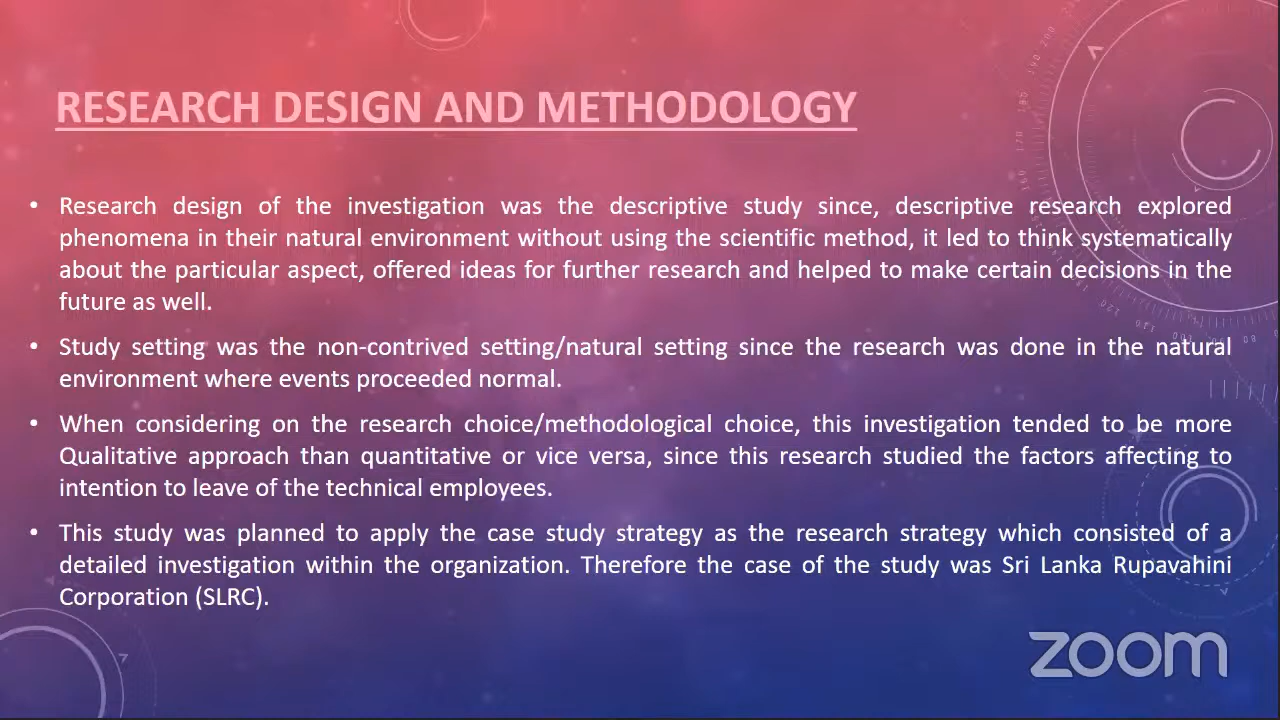 RESEARCH DESIGN AND METHODOLOGY
• Research design of the investigation was the descriptive study since, descriptive research explored
phenomena in their natural environment without using the scientific method, it led to think systematically
about the particular aspect, offered ideas for further research and helped to make certain decisions in the
future as well.
• Study setting was the non-contrived setting/natural setting since the research was done in the natural
environment where events proceeded normal.
• When considering on the research choice/methodological choice, this investigation tended to be more
Qualitative approach than quantitative or vice versa, since this research studied the factors affecting to
intention to leave of the technical employees.
• This study was planned to apply the case study strategy as the research strategy which consisted of a
detailed investigation within the organization. Therefore the case of the study was Sri Lanka Rupavahini
Corporation (SLRC).
zoom